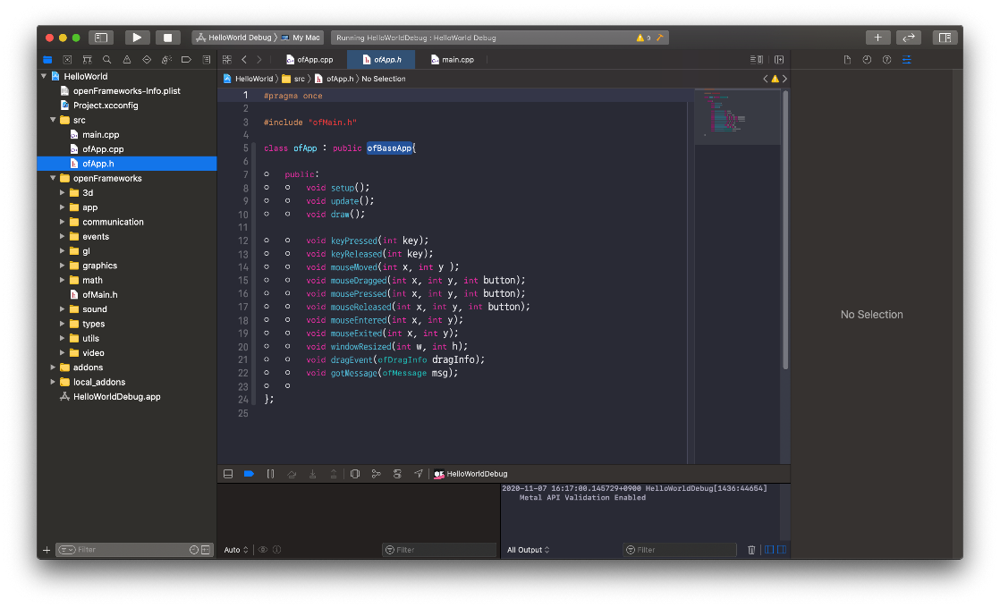 HelloWorld Debug 〉 My Mac
Running HelloWorldDebug : HelloWorld Debug
9
ofApp.cpp
ofApp.h
main.cpp
HelloWorld 〉 src 〉 ofApp.h 〉 No Selection
HelloWorld
openFrameworks-Info.plist
Project.xcconfig
src
main.cpp
ofApp.cpp
ofApp.h
openFrameworks
3d
app
communication
events
gl
graphics
math
ofMain.h
sound
types
utils
video
addons
local_addons
HelloWorldDebug.app
Filter
1 #pragma once
2
3 #include "ofMain.h"
4
5 class ofApp : public ofBaseApp{
6
7 public:
8 void setup();
9 void update();
10 void draw();
11
12 void keyPressed(int key);
13 void keyReleased(int key);
14 void mouseMoved(int x, int y );
15 void mouseDragged(int x, int y, int button);
16 void mousePressed(int x, int y, int button);
17 void mouseReleased(int x, int y, int button);
18 void mouseEntered(int x, int y);
19 void mouseExited(int x, int y);
20 void windowResized(int w, int h);
21 void dragEvent(ofDragInfo dragInfo);
22 void gotMessage(ofMessage msg);
23
24 };
25
No Selection
HelloWorldDebug
2020-11-07 16:17:00.145729+0900 HelloWorldDebug[1436:44654]
Metal API Validation Enabled
Auto
Filter
All Output
Filter